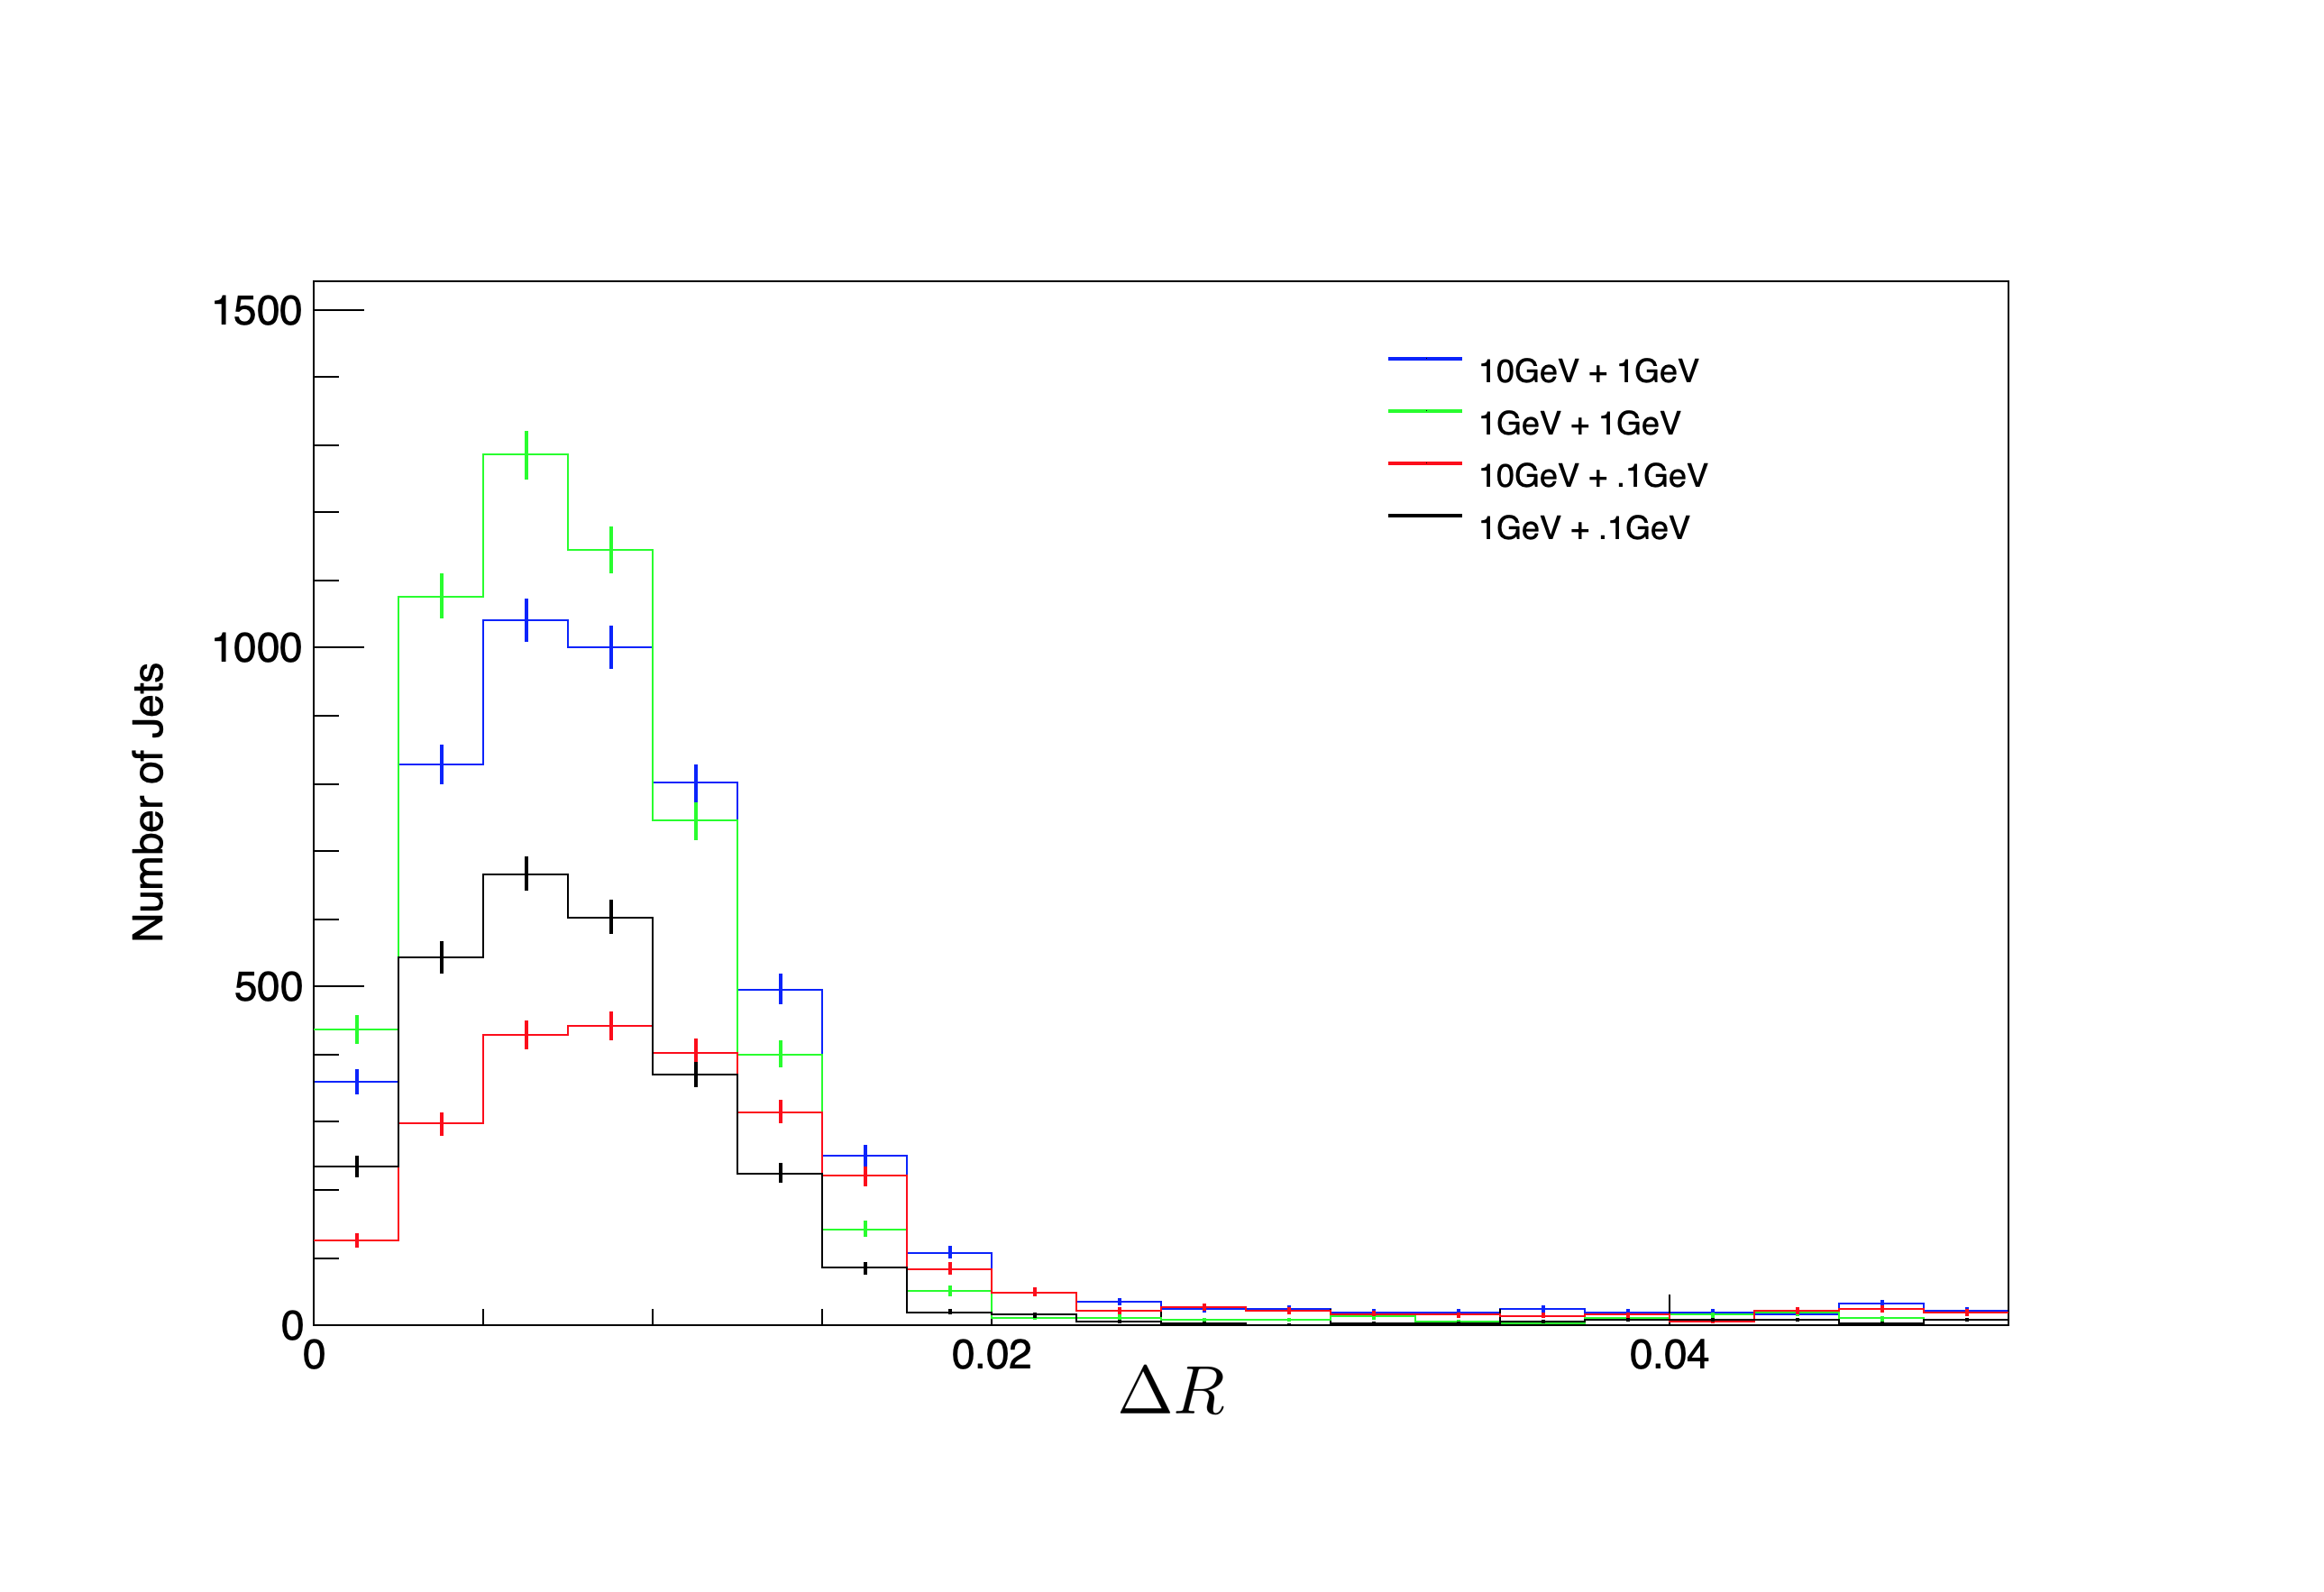 1500
1000
500
0
Number of Jets
10GeV + 1GeV
1GeV + 1GeV
10GeV + .1GeV
1GeV + .1GeV
0
0.02
0.04
ΔR